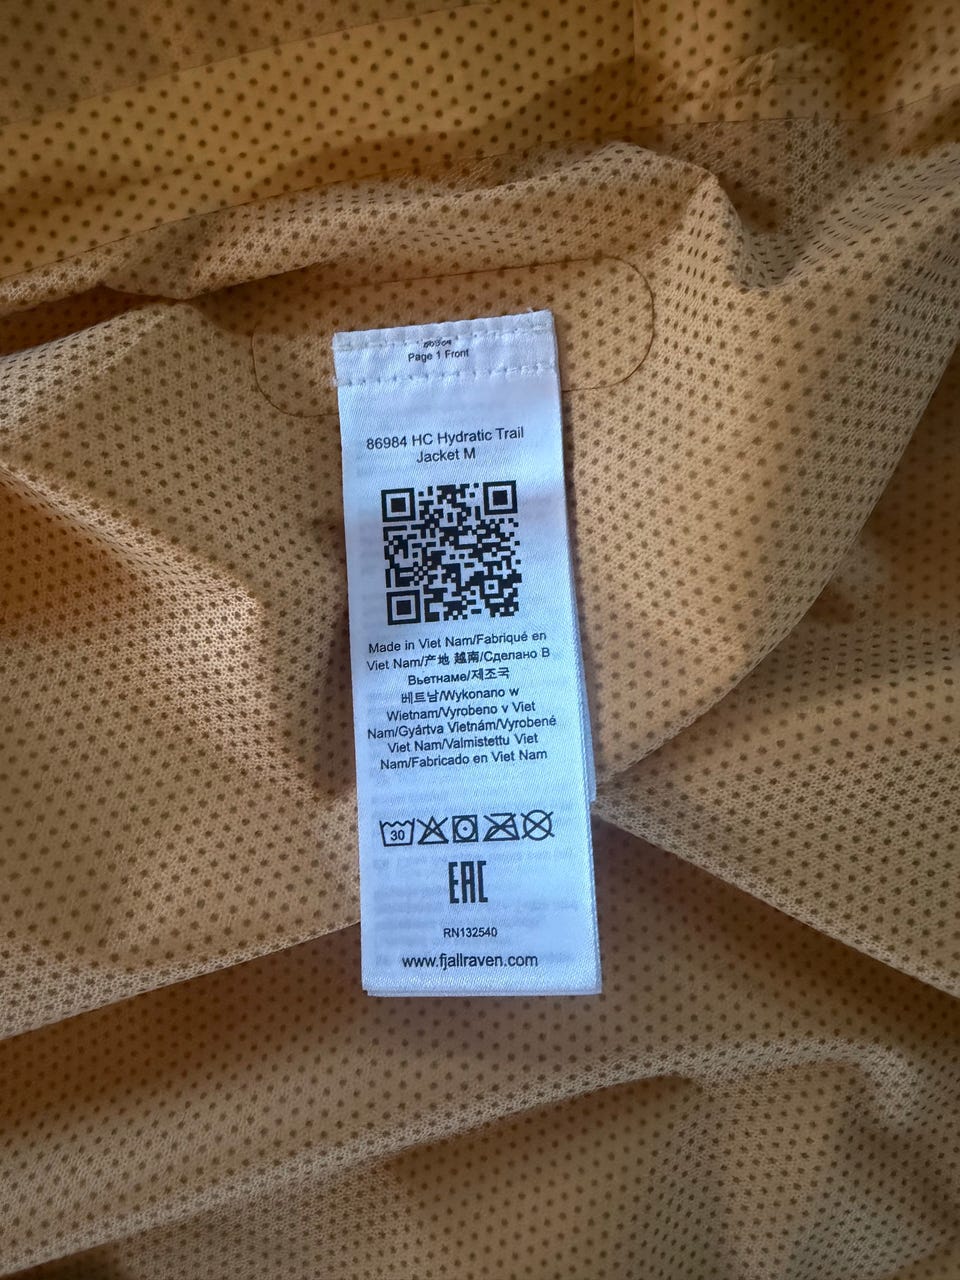 Page 1 Front
86984 HC Hydratic Trail
Jacket M
Made in Viet Nam/Fabriqué en
Viet Nam/产地 越南/Сделано В
Вьетнаме/제조국
베트남/Wykonano w
Wietnam/Vyrobeno v Viet
Nam/Gyártva Vietnám/Vyrobené
Viet Nam/Valmistettu Viet
Nam/Fabricado en Viet Nam
30
EAC
RN132540
www.fjallraven.com